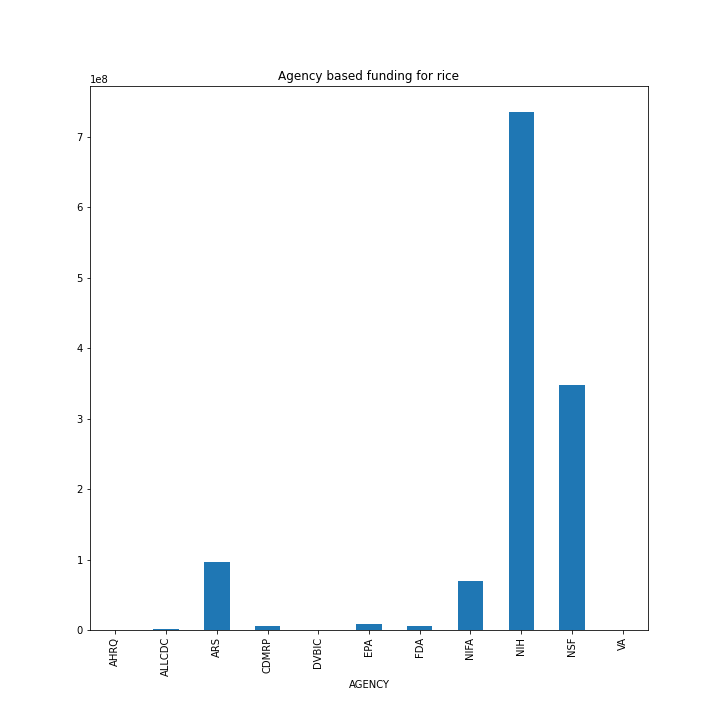 Agency based funding for rice
1e8
7
6
5
4
3
2
1
0
AHRQ
ALLCDC
ARS
CDMRP
DVBIC
EPA
FDA
NIFA
NIH
NSF
VA
AGENCY